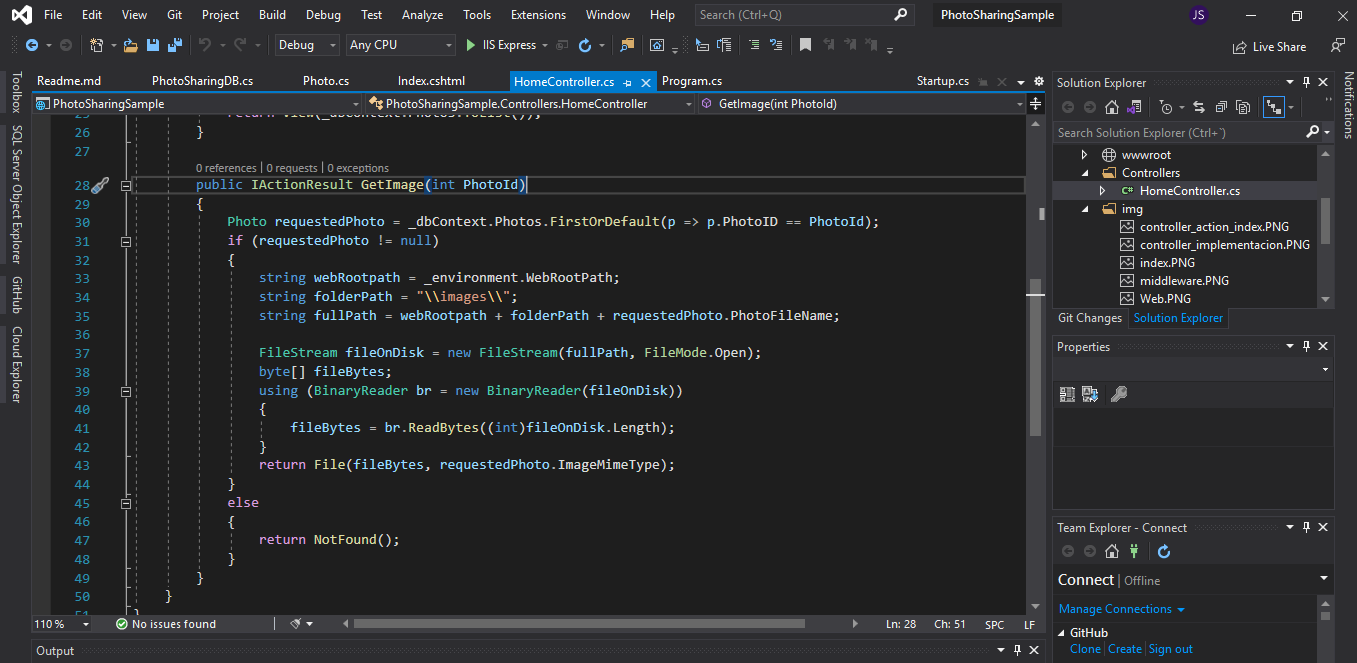 File Edit View Git Project Build Debug Test Analyze Tools Extensions Window Help Search (Ctrl+Q) PhotoSharingSample JS
Debug Any CPU IIS Express Live Share
Toolbox
SQL Server Object Explorer
GitHub
Cloud Explorer
Readme.md PhotoSharingDB.cs Photo.cs Index.cshtml HomeController.cs Program.cs Startup.cs
PhotoSharingSample PhotoSharingSample.Controllers.HomeController GetImage(int PhotoId)
return View(_dbContext.Photos.ToList());
26 }
27
0 references | 0 requests | 0 exceptions
28 public IActionResult GetImage(int PhotoId)
29 {
30 Photo requestedPhoto = _dbContext.Photos.FirstOrDefault(p => p.PhotoID == PhotoId);
31 if (requestedPhoto != null)
32 {
33 string webRootpath = _environment.WebRootPath;
34 string folderPath = "\\images\\";
35 string fullPath = webRootpath + folderPath + requestedPhoto.PhotoFileName;
36
37 FileStream fileOnDisk = new FileStream(fullPath, FileMode.Open);
38 byte[] fileBytes;
39 using (BinaryReader br = new BinaryReader(fileOnDisk))
40 {
41 fileBytes = br.ReadBytes((int)fileOnDisk.Length);
42 }
43 return File(fileBytes, requestedPhoto.ImageMimeType);
44 }
45 else
46 {
47 return NotFound();
48 }
49 }
50 }
51 }
110 % No issues found Ln: 28 Ch: 51 SPC LF
Output
Solution Explorer
Search Solution Explorer (Ctrl+`)
wwwroot
Controllers
C# HomeController.cs
img
controller_action_index.PNG
controller_implementacion.PNG
index.PNG
middleware.PNG
Web.PNG
Git Changes Solution Explorer
Properties
Team Explorer - Connect
Connect | Offline
Manage Connections
GitHub
Clone Create Sign out
Notifications